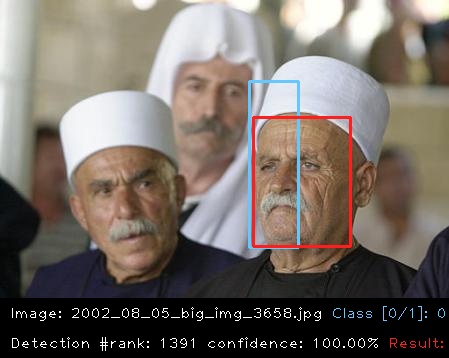 Image: 2002_08_05_big_img_3658.jpg Class [0/1]: 0
Detection #rank: 1391 confidence: 100.00% Result: